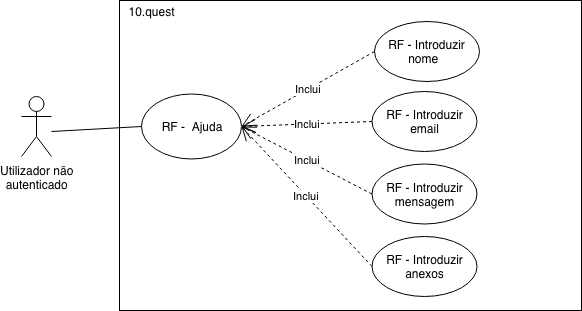 10.quest
RF - Introduzir
nome
Inclui
RF - Introduzir
email
Inclui
RF - Ajuda
Utilizador não
autenticado
Inclui
RF - Introduzir
mensagem
Inclui
RF - Introduzir
anexos